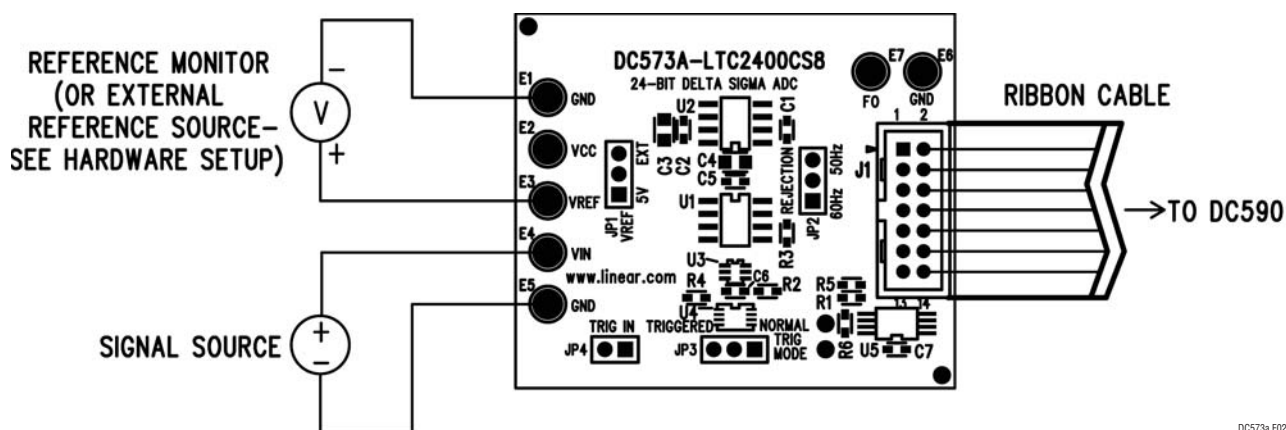 REFERENCE MONITOR
(OR EXTERNAL
REFERENCE SOURCE-
SEE HARDWARE SETUP)
-
V
+
SIGNAL SOURCE
+
-
E1
GND
E2
VCC
E3
VREF
E4
VIN
E5
GND
DC573A-LTC2400CS8
24-BIT DELTA SIGMA ADC
U2
C1
C3
C2
C4
C5
EXT
5V
JP1
VREF
U1
REJECTION
50Hz
60Hz
JP2
R3
U3
C6
R4
R2
U4
www.linear.com
TRIG IN
JP4
TRIGGERED
NORMAL
JP3
TRIG
MODE
R5
R1
R6
U5
C7
E7
FO
E6
GND
1 2
J1
13 14
RIBBON CABLE
TO DC590
DC573a F02